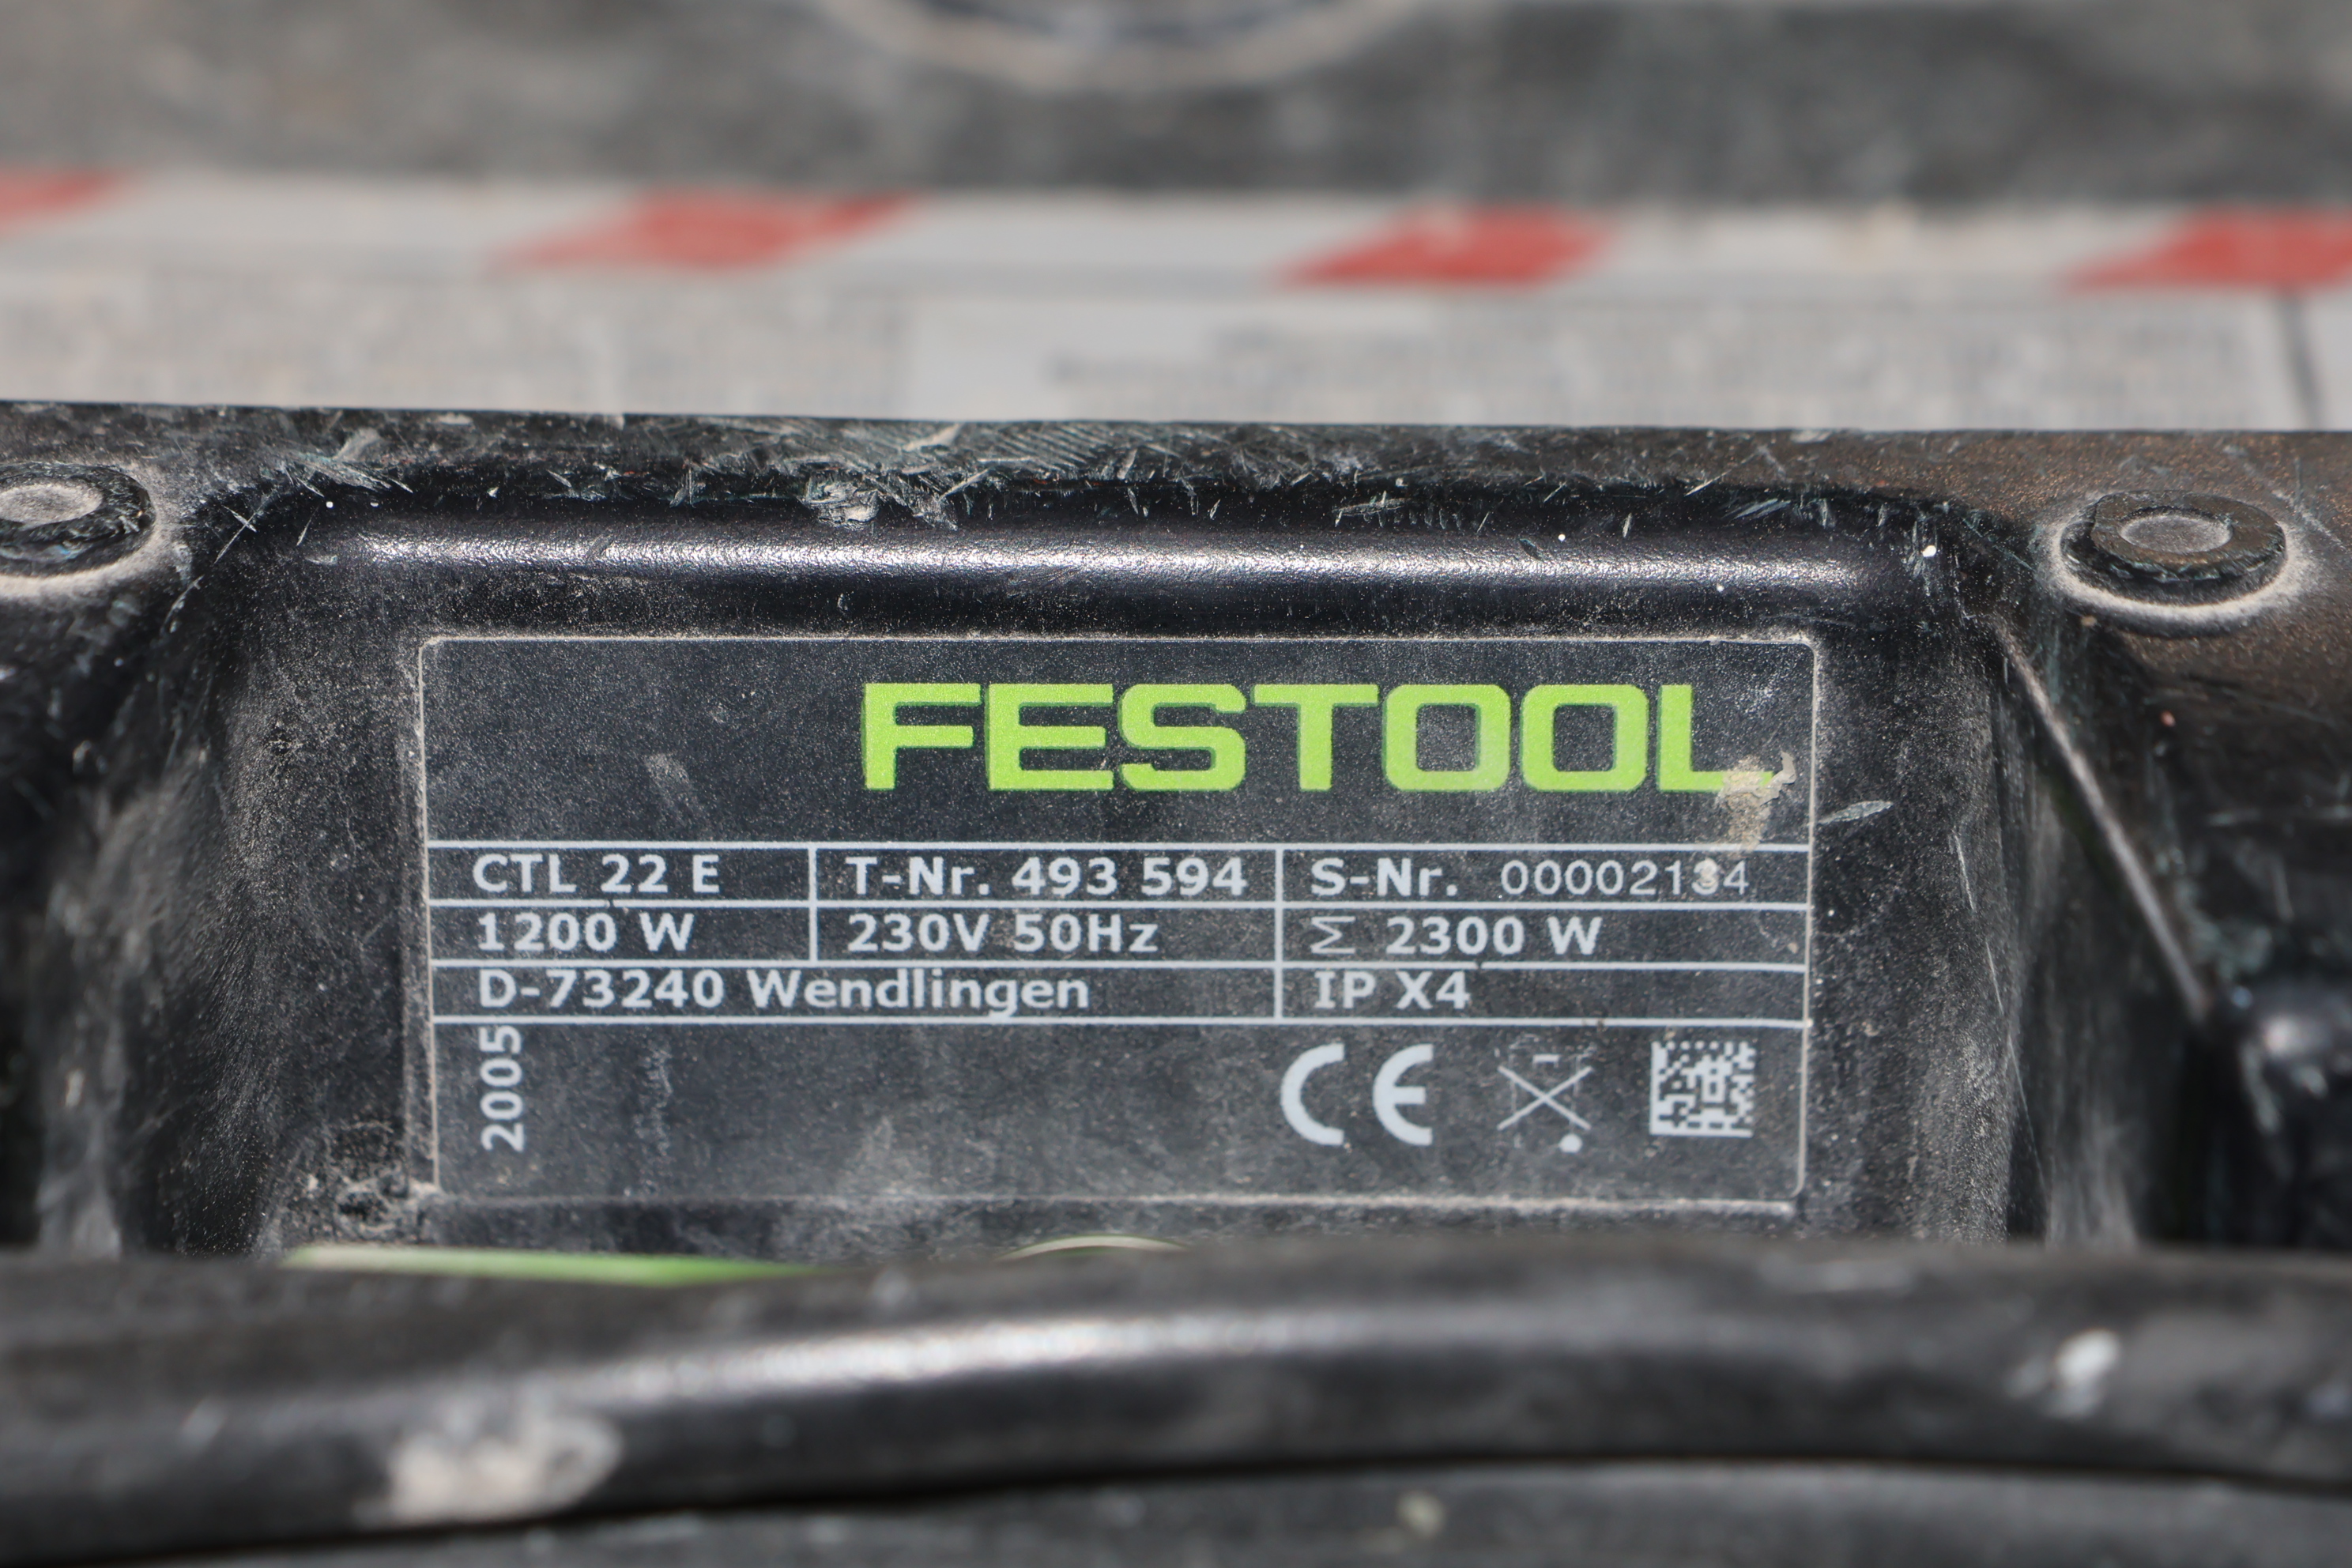 FESTOOL
CTL 22 E T-Nr. 493 594 S-Nr. 00002134
1200 W 230V 50Hz Σ 2300 W
D-73240 Wendlingen IP X4
2005
CE